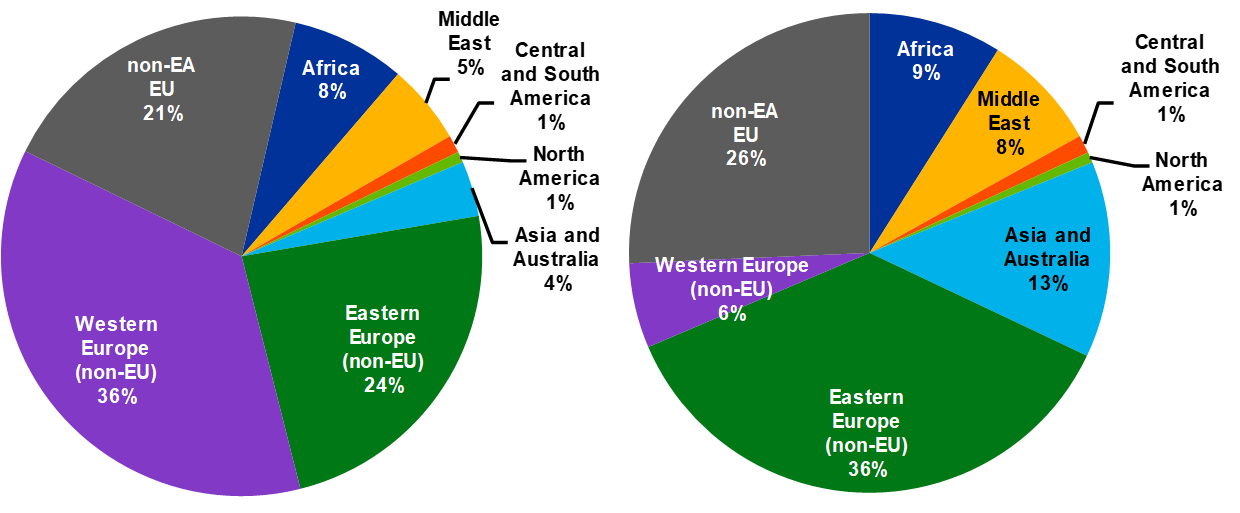 non-EA
EU
21%
Africa
8%
Middle
East
5%
Central
and South
America
1%
North
America
1%
Asia and
Australia
4%
Eastern
Europe
(non-EU)
24%
Western
Europe
(non-EU)
36%
non-EA
EU
26%
Africa
9%
Middle
East
8%
Central
and South
America
1%
North
America
1%
Asia and
Australia
13%
Eastern
Europe
(non-EU)
36%
Western Europe
(non-EU)
6%